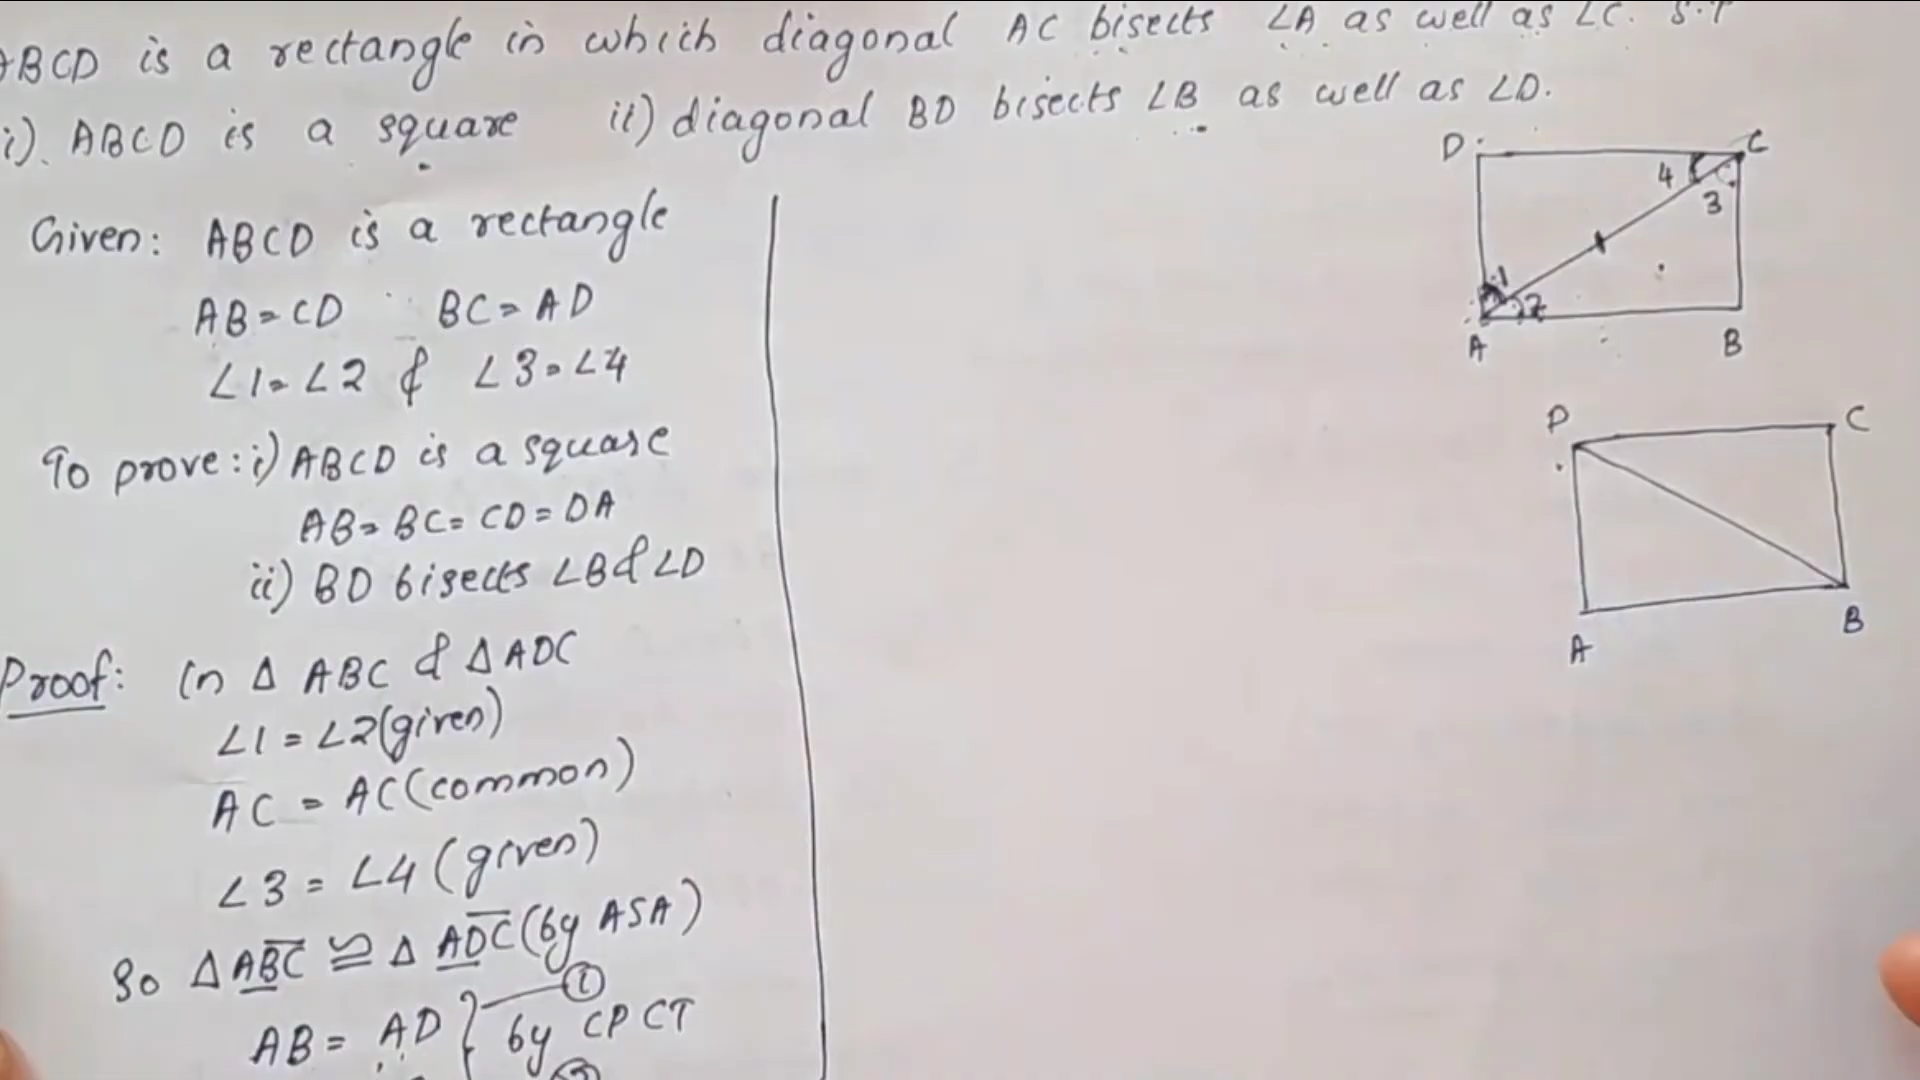 ABCD is a rectangle in which diagonal AC bisects ∠A as well as ∠C. S.T
i). ABCD is a square ii) diagonal BD bisects ∠B as well as ∠D.
Given: ABCD is a rectangle
AB = CD BC = AD
∠1 = ∠2 & ∠3 = ∠4
To prove: i) ABCD is a square
AB = BC = CD = DA
ii) BD bisects ∠B & ∠D
Proof: In Δ ABC & Δ ADC
∠1 = ∠2 (given)
AC = AC (common)
∠3 = ∠4 (given)
So Δ ABC ≅ Δ ADC (by ASA)
①
AB = AD } by CPCT
D C
4
3
1
2
A B
D C
A B